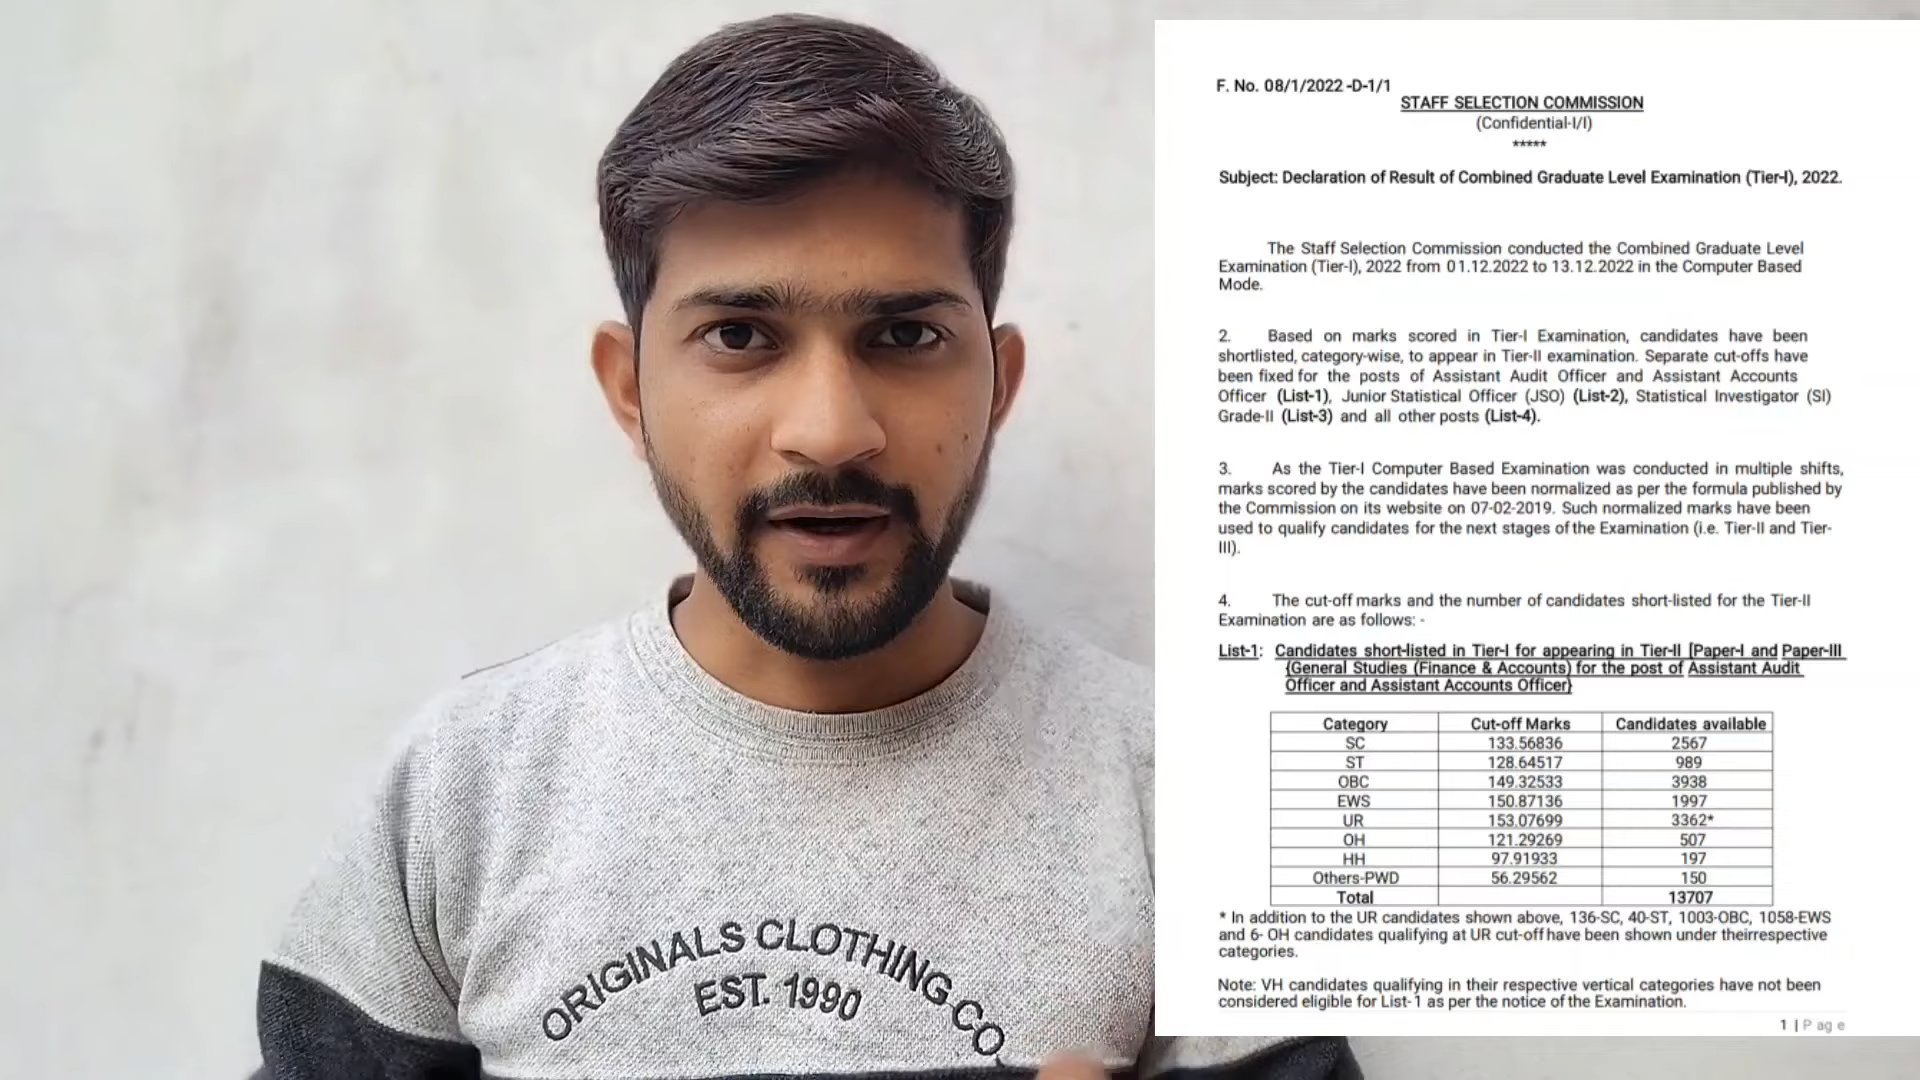 F. No. 08/1/2022 -D-1/1
STAFF SELECTION COMMISSION
(Confidential-I/I)
*****
Subject: Declaration of Result of Combined Graduate Level Examination (Tier-I), 2022.
The Staff Selection Commission conducted the Combined Graduate Level
Examination (Tier-I), 2022 from 01.12.2022 to 13.12.2022 in the Computer Based
Mode.
2. Based on marks scored in Tier-I Examination, candidates have been
shortlisted, category-wise, to appear in Tier-II examination. Separate cut-offs have
been fixed for the posts of Assistant Audit Officer and Assistant Accounts
Officer (List-1), Junior Statistical Officer (JSO) (List-2), Statistical Investigator (SI)
Grade-II (List-3) and all other posts (List-4).
3. As the Tier-I Computer Based Examination was conducted in multiple shifts,
marks scored by the candidates have been normalized as per the formula published by
the Commission on its website on 07-02-2019. Such normalized marks have been
used to qualify candidates for the next stages of the Examination (i.e. Tier-II and Tier-
III).
4. The cut-off marks and the number of candidates short-listed for the Tier-II
Examination are as follows: -
List-1: Candidates short-listed in Tier-I for appearing in Tier-II [Paper-I and Paper-III
{General Studies (Finance & Accounts) for the post of Assistant Audit
Officer and Assistant Accounts Officer}
Category Cut-off Marks Candidates available
SC 133.56836 2567
ST 128.64517 989
OBC 149.32533 3938
EWS 150.87136 1997
UR 153.07699 3362*
OH 121.29269 507
HH 97.91933 197
Others-PWD 56.29562 150
Total 13707
* In addition to the UR candidates shown above, 136-SC, 40-ST, 1003-OBC, 1058-EWS
and 6- OH candidates qualifying at UR cut-off have been shown under theirrespective
categories.
Note: VH candidates qualifying in their respective vertical categories have not been
considered eligible for List-1 as per the notice of the Examination.
1 | P ag e
ORIGINALS CLOTHING CO
EST. 1990